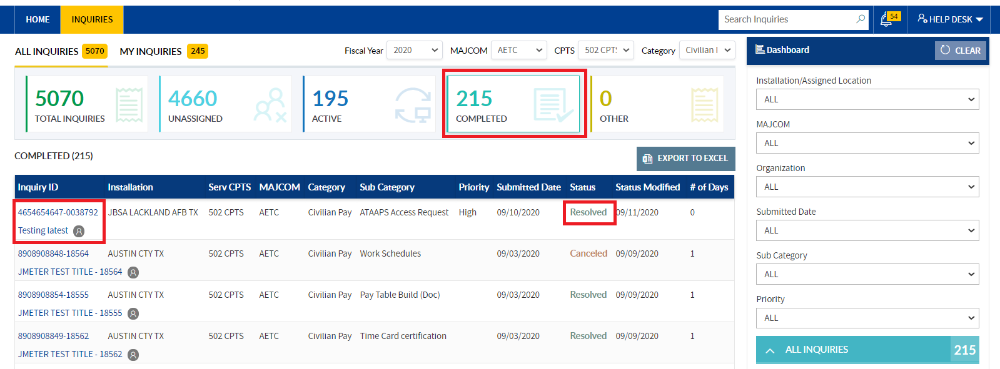 HOME INQUIRIES Search Inquiries 54 HELP DESK
ALL INQUIRIES 5070 MY INQUIRIES 245 Fiscal Year 2020 MAJCOM AETC CPTS 502 CPT Category Civilian
5070 TOTAL INQUIRIES
4660 UNASSIGNED
195 ACTIVE
215 COMPLETED
0 OTHER
COMPLETED (215) EXPORT TO EXCEL
Inquiry ID Installation Serv CPTS MAJCOM Category Sub Category Priority Submitted Date Status Status Modified # of Days
4654654647-0038792 JBSA LACKLAND AFB TX 502 CPTS AETC Civilian Pay ATAAPS Access Request High 09/10/2020 Resolved 09/11/2020 0
Testing latest
8908908848-18564 AUSTIN CTY TX 502 CPTS AETC Civilian Pay Work Schedules 09/03/2020 Canceled 09/09/2020 1
JMETER TEST TITLE - 18564
8908908854-18555 AUSTIN CTY TX 502 CPTS AETC Civilian Pay Pay Table Build (Doc) 09/03/2020 Resolved 09/09/2020 1
JMETER TEST TITLE - 18555
8908908849-18562 AUSTIN CTY TX 502 CPTS AETC Civilian Pay Time Card certification 09/03/2020 Resolved 09/09/2020 1
JMETER TEST TITLE - 18562
Dashboard CLEAR
Installation/Assigned Location
ALL
MAJCOM
ALL
Organization
ALL
Submitted Date
ALL
Sub Category
ALL
Priority
ALL
ALL INQUIRIES 215